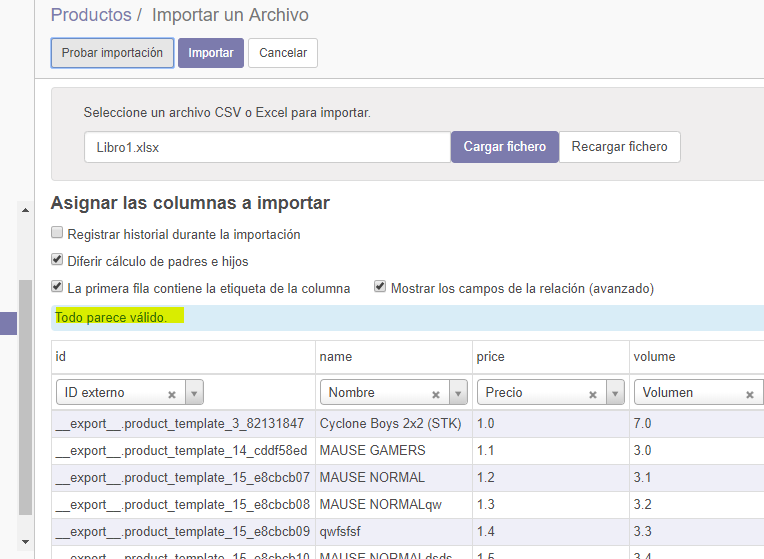 Productos / Importar un Archivo
Probar importación Importar Cancelar
Seleccione un archivo CSV o Excel para importar.
Libro1.xlsx Cargar fichero Recargar fichero
Asignar las columnas a importar
Registrar historial durante la importación
Diferir cálculo de padres e hijos
La primera fila contiene la etiqueta de la columna Mostrar los campos de la relación (avanzado)
Todo parece válido.
id name price volume
ID externo Nombre Precio Volumen
__export__.product_template_3_82131847 Cyclone Boys 2x2 (STK) 1.0 7.0
__export__.product_template_14_cddf58ed MAUSE GAMERS 1.1 3.0
__export__.product_template_15_e8cbcb07 MAUSE NORMAL 1.2 3.1
__export__.product_template_15_e8cbcb08 MAUSE NORMALqw 1.3 3.2
__export__.product_template_15_e8cbcb09 qwfsfsf 1.4 3.3
__export__.product_template_15_e8cbcb10 MAUSE NORMALdsds 1.5 3.4